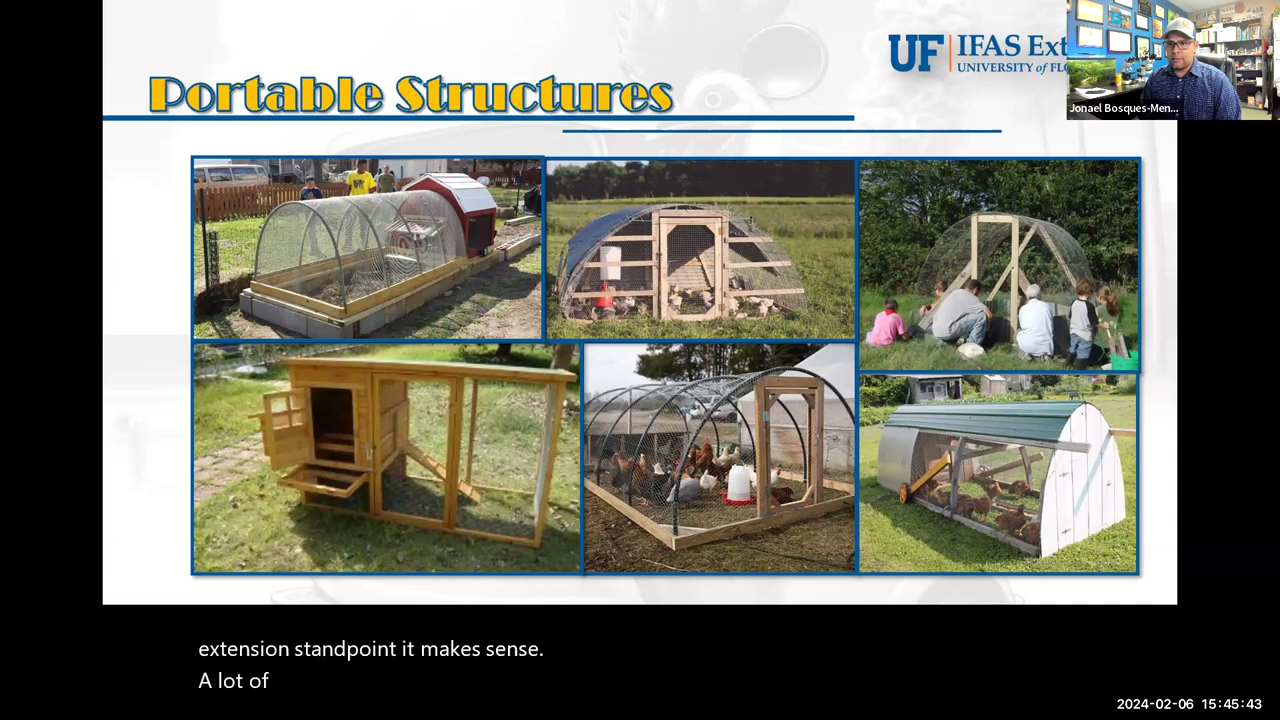 Portable Structures
UF IFAS Ext
UNIVERSITY of FLO
Jonael Bosques-Men...
extension standpoint it makes sense.
A lot of
2024-02-06 15:45:43